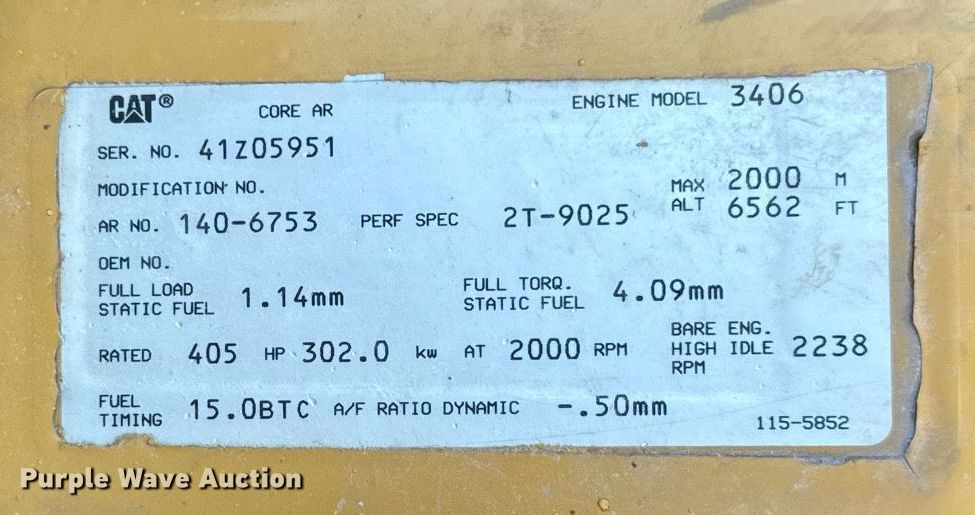 CAT® CORE AR ENGINE MODEL 3406
SER. NO. 41Z05951
MODIFICATION NO.
MAX ALT 2000 M
6562 FT
AR NO. 140-6753 PERF SPEC 2T-9025
OEM NO.
FULL LOAD STATIC FUEL 1.14mm FULL TORQ. STATIC FUEL 4.09mm
RATED 405 HP 302.0 kw AT 2000 RPM BARE ENG. HIGH IDLE RPM 2238
FUEL TIMING 15.0BTC A/F RATIO DYNAMIC -.50mm
115-5852
Purple Wave Auction